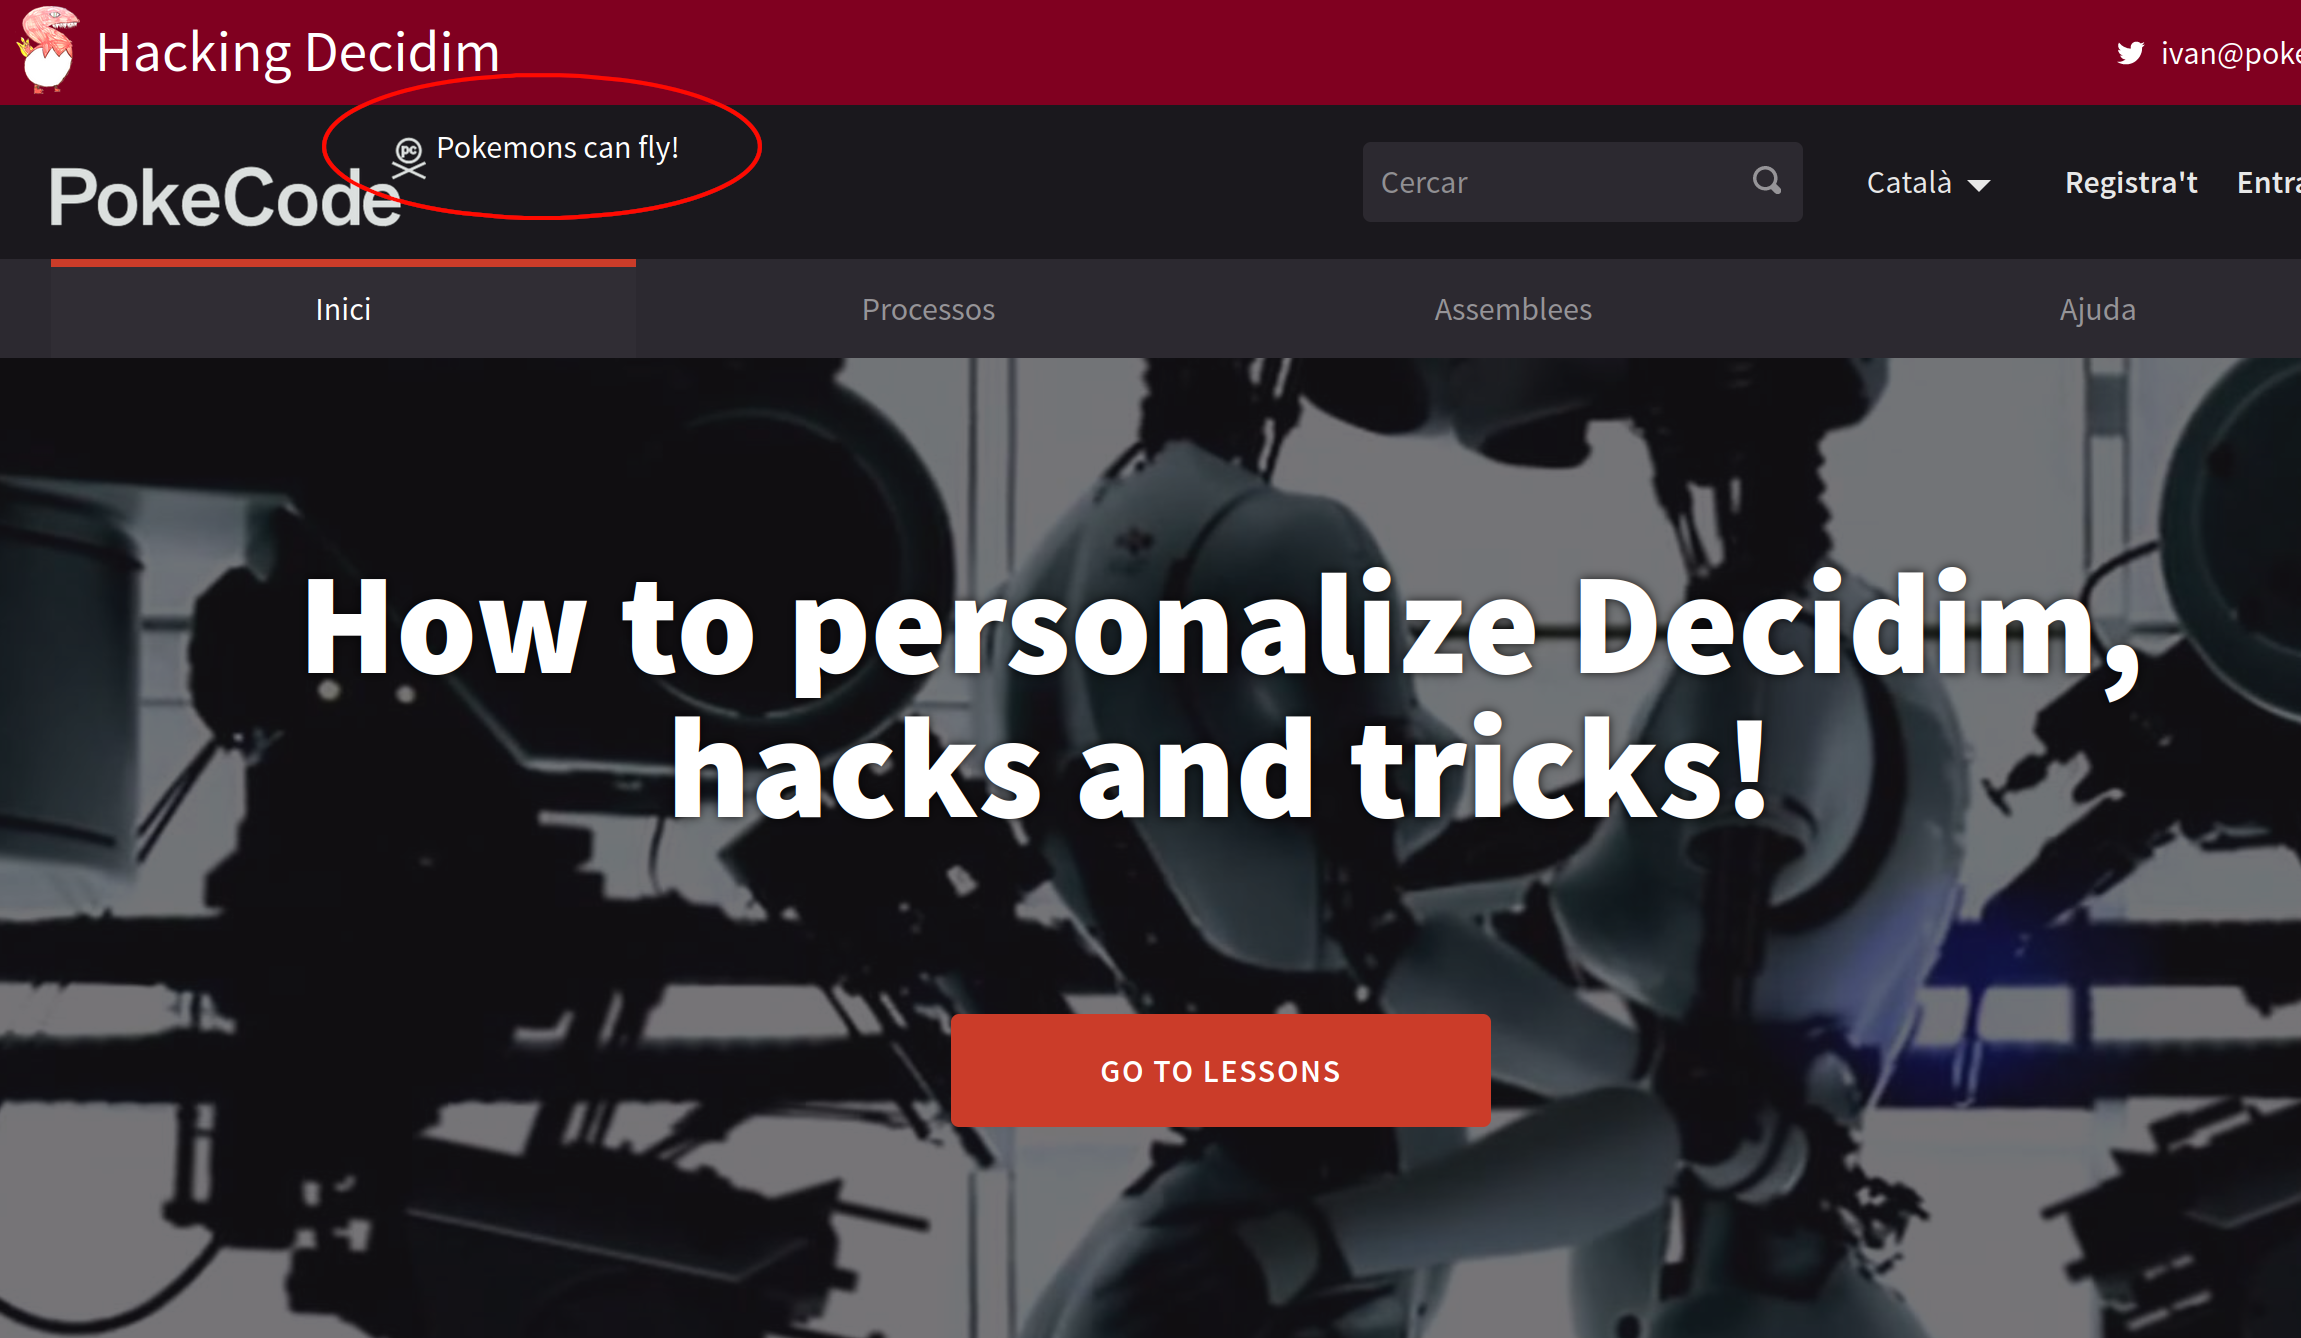 Hacking Decidim
ivan@poke
Pokemons can fly!
pc
PokeCode
Cercar
Català
Registra't
Entra
Inici
Processos
Assemblees
Ajuda
How to personalize Decidim,
hacks and tricks!
GO TO LESSONS